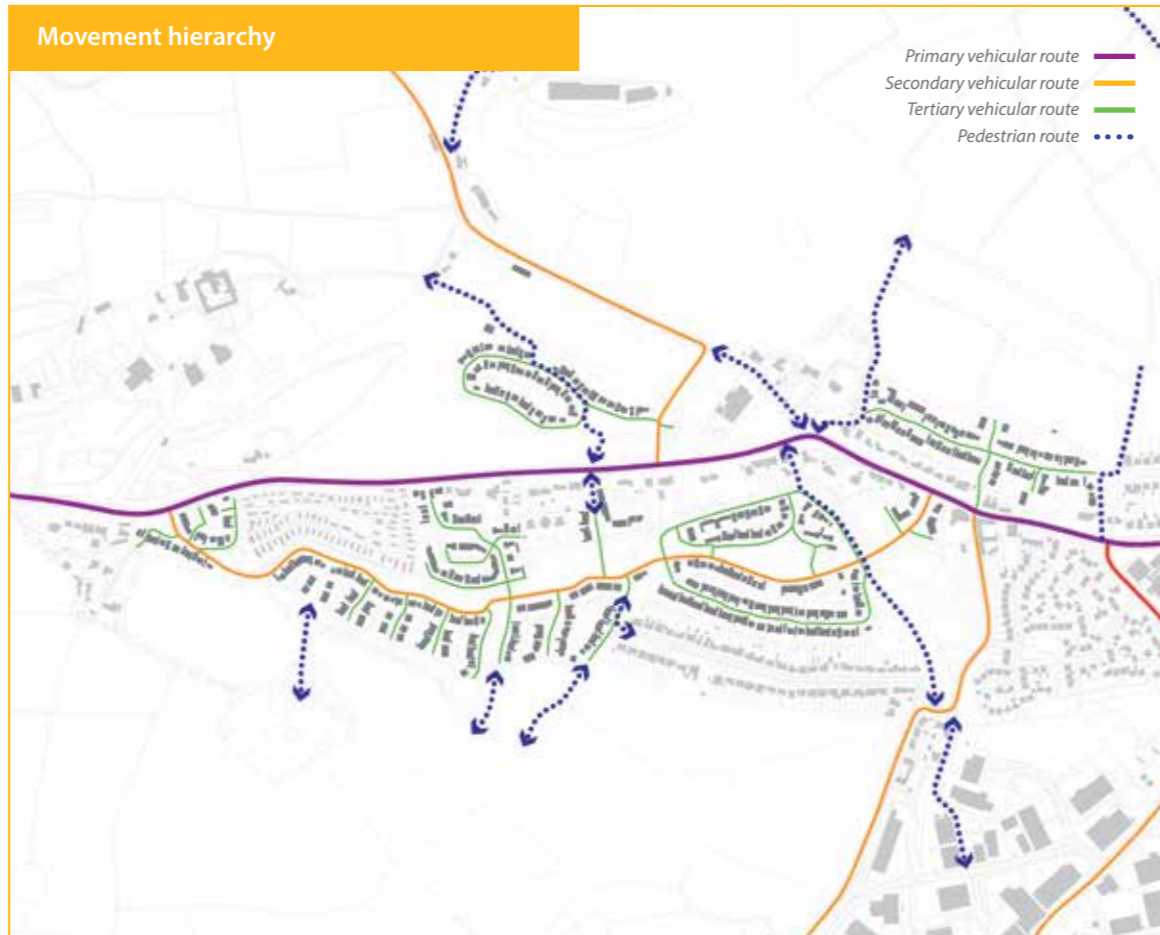 Movement hierarchy
Primary vehicular route
Secondary vehicular route
Tertiary vehicular route
Pedestrian route